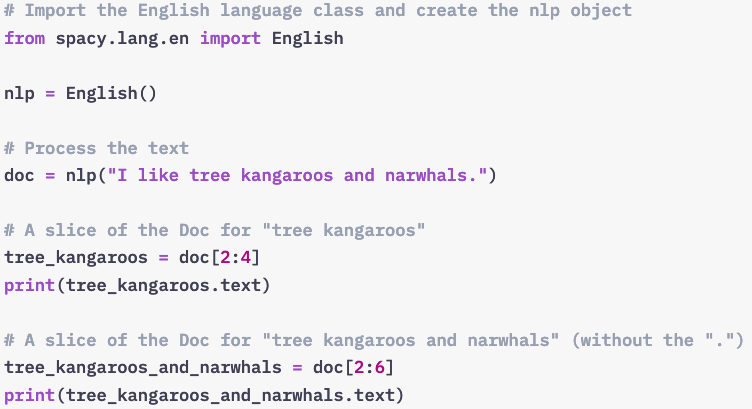 # Import the English language class and create the nlp object
from spacy.lang.en import English
nlp = English()
# Process the text
doc = nlp("I like tree kangaroos and narwhals.")
# A slice of the Doc for "tree kangaroos"
tree_kangaroos = doc[2:4]
print(tree_kangaroos.text)
# A slice of the Doc for "tree kangaroos and narwhals" (without the ".")
tree_kangaroos_and_narwhals = doc[2:6]
print(tree_kangaroos_and_narwhals.text)